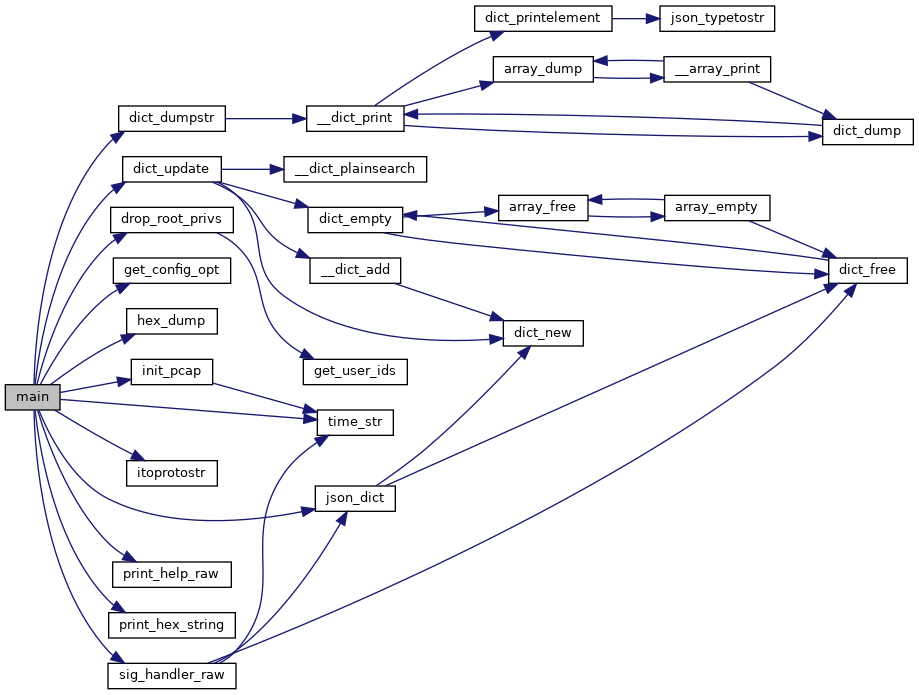 dict_printelement
json_typetostr
array_dump
__array_print
dict_dumpstr
__dict_print
dict_dump
dict_update
__dict_plainsearch
drop_root_privs
dict_empty
array_free
array_empty
get_config_opt
__dict_add
dict_free
hex_dump
dict_new
init_pcap
get_user_ids
main
time_str
itoprotostr
json_dict
print_help_raw
print_hex_string
sig_handler_raw